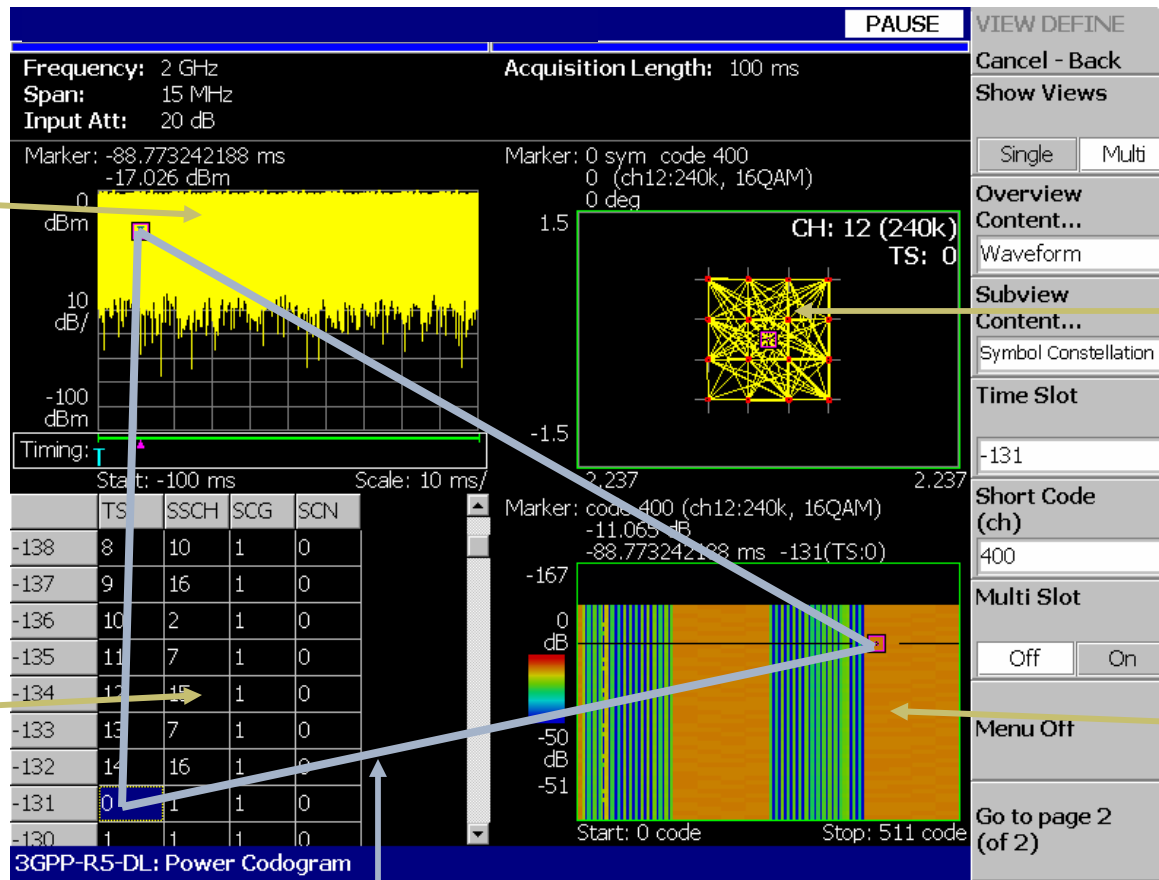 PAUSE
Frequency: 2 GHz
Span: 15 MHz
Input Att: 20 dB
Acquisition Length: 100 ms
Marker: -88.773242188 ms
-17.026 dBm
0
dBm
10
dB/
-100
dBm
Timing:
T
Start: -100 ms
Scale: 10 ms/
Marker: 0 sym code 400
0 (ch12:240k, 16QAM)
0 deg
1.5
CH: 12 (240k)
TS: 0
-1.5
-2.237
2.237
TS SSCH SCG SCN
-138 8 10 1 0
-137 9 16 1 0
-136 10 2 1 0
-135 11 7 1 0
-134 12 15 1 0
-133 13 7 1 0
-132 14 16 1 0
-131 0 1 1 0
-130 1 1 1 0
Marker: code 400 (ch12:240k, 16QAM)
-11.065 dB
-88.773242188 ms -131(TS:0)
-167
0
dB
-50
dB
-51
Start: 0 code
Stop: 511 code
3GPP-R5-DL: Power Codogram
VIEW DEFINE
Cancel - Back
Show Views
Single Multi
Overview
Content...
Waveform
Subview
Content...
Symbol Constellation
Time Slot
-131
Short Code
(ch)
400
Multi Slot
Off On
Menu Off
Go to page 2
(of 2)